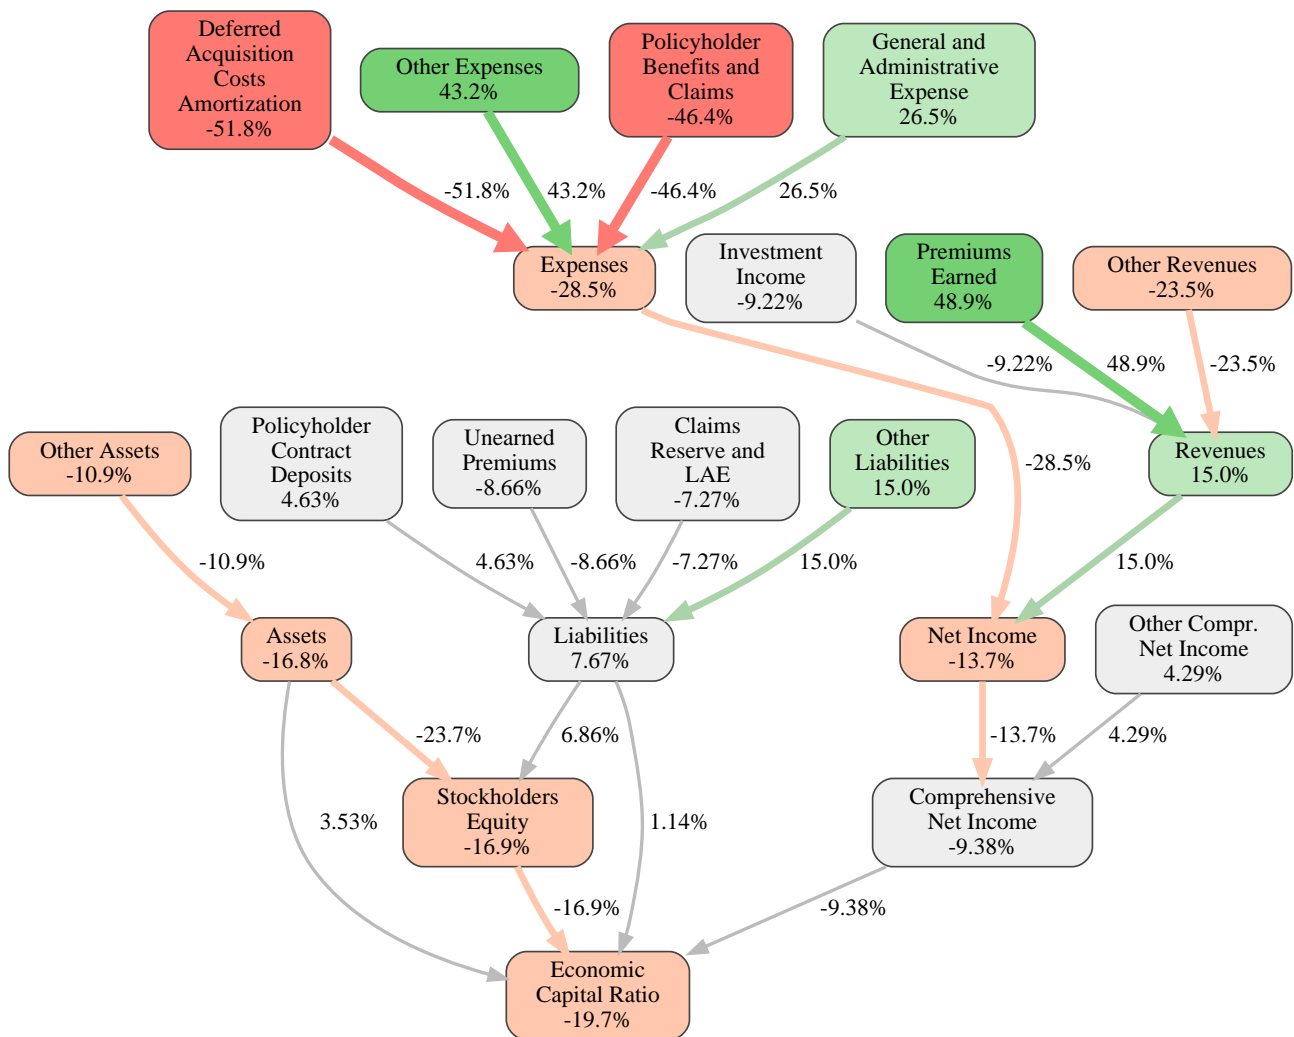 Deferred
Acquisition
Costs
Amortization
-51.8%
Other Expenses
43.2%
Policyholder
Benefits and
Claims
-46.4%
General and
Administrative
Expense
26.5%
-51.8%
43.2%
-46.4%
26.5%
Expenses
-28.5%
Investment
Income
-9.22%
Premiums
Earned
48.9%
Other Revenues
-23.5%
-9.22%
48.9%
-23.5%
Other Assets
-10.9%
Policyholder
Contract
Deposits
4.63%
Unearned
Premiums
-8.66%
Claims
Reserve and
LAE
-7.27%
Other
Liabilities
15.0%
-28.5%
Revenues
15.0%
-10.9%
4.63%
-8.66%
-7.27%
15.0%
15.0%
Assets
-16.8%
Liabilities
7.67%
Net Income
-13.7%
Other Compr.
Net Income
4.29%
-23.7%
6.86%
-13.7%
4.29%
3.53%
Stockholders
Equity
-16.9%
1.14%
Comprehensive
Net Income
-9.38%
-16.9%
-9.38%
Economic
Capital Ratio
-19.7%